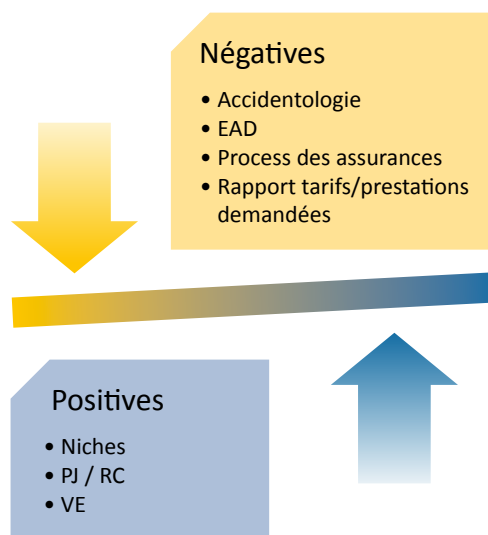 Négatives
• Accidentologie
• EAD
• Process des assurances
• Rapport tarifs/prestations
demandées
Positives
• Niches
• PJ / RC
• VE